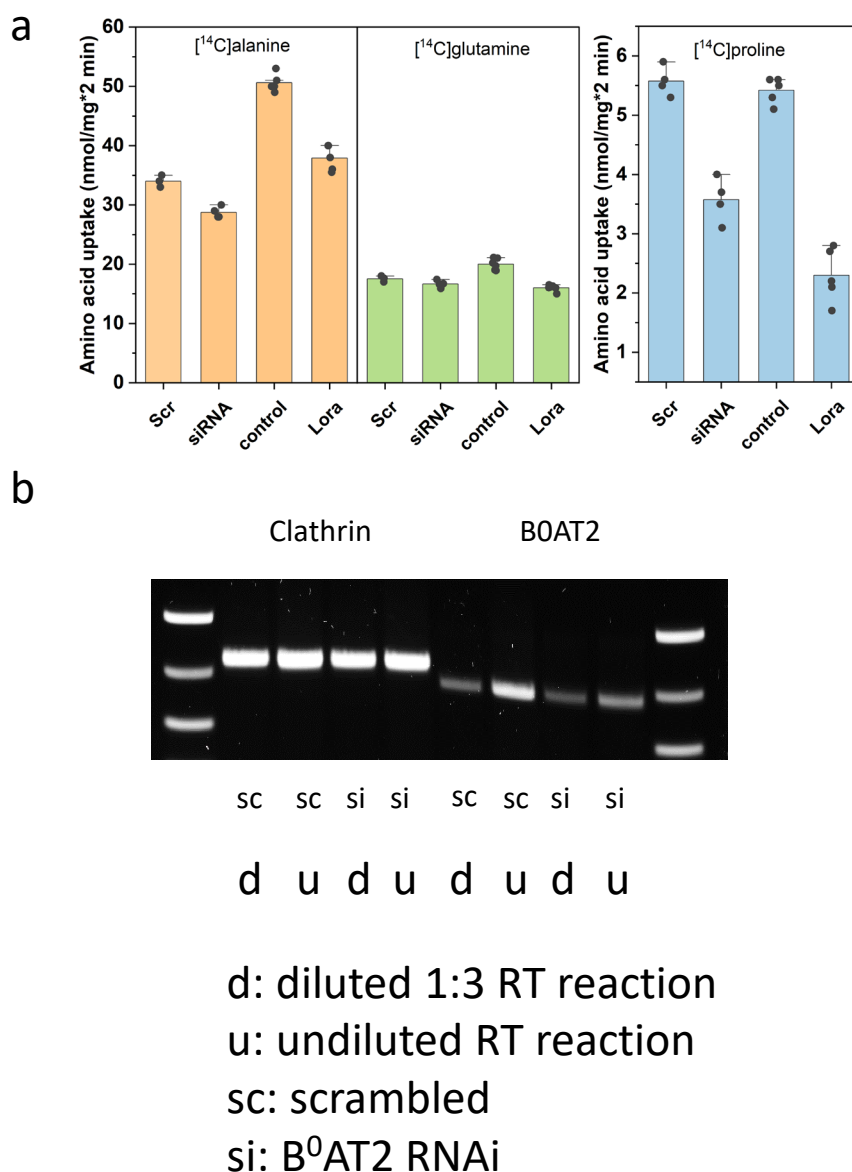 a
[¹⁴C]alanine
[¹⁴C]glutamine
[¹⁴C]proline
Amino acid uptake (nmol/mg*2 min)
60
50
40
30
20
10
0
Scr siRNA control Lora
Scr siRNA control Lora
Amino acid uptake (nmol/mg*2 min)
6
5
4
3
2
1
Scr siRNA control Lora
b
Clathrin B0AT2
sc sc si si sc sc si si
d u d u d u d u
d: diluted 1:3 RT reaction
u: undiluted RT reaction
sc: scrambled
si: B⁰AT2 RNAi